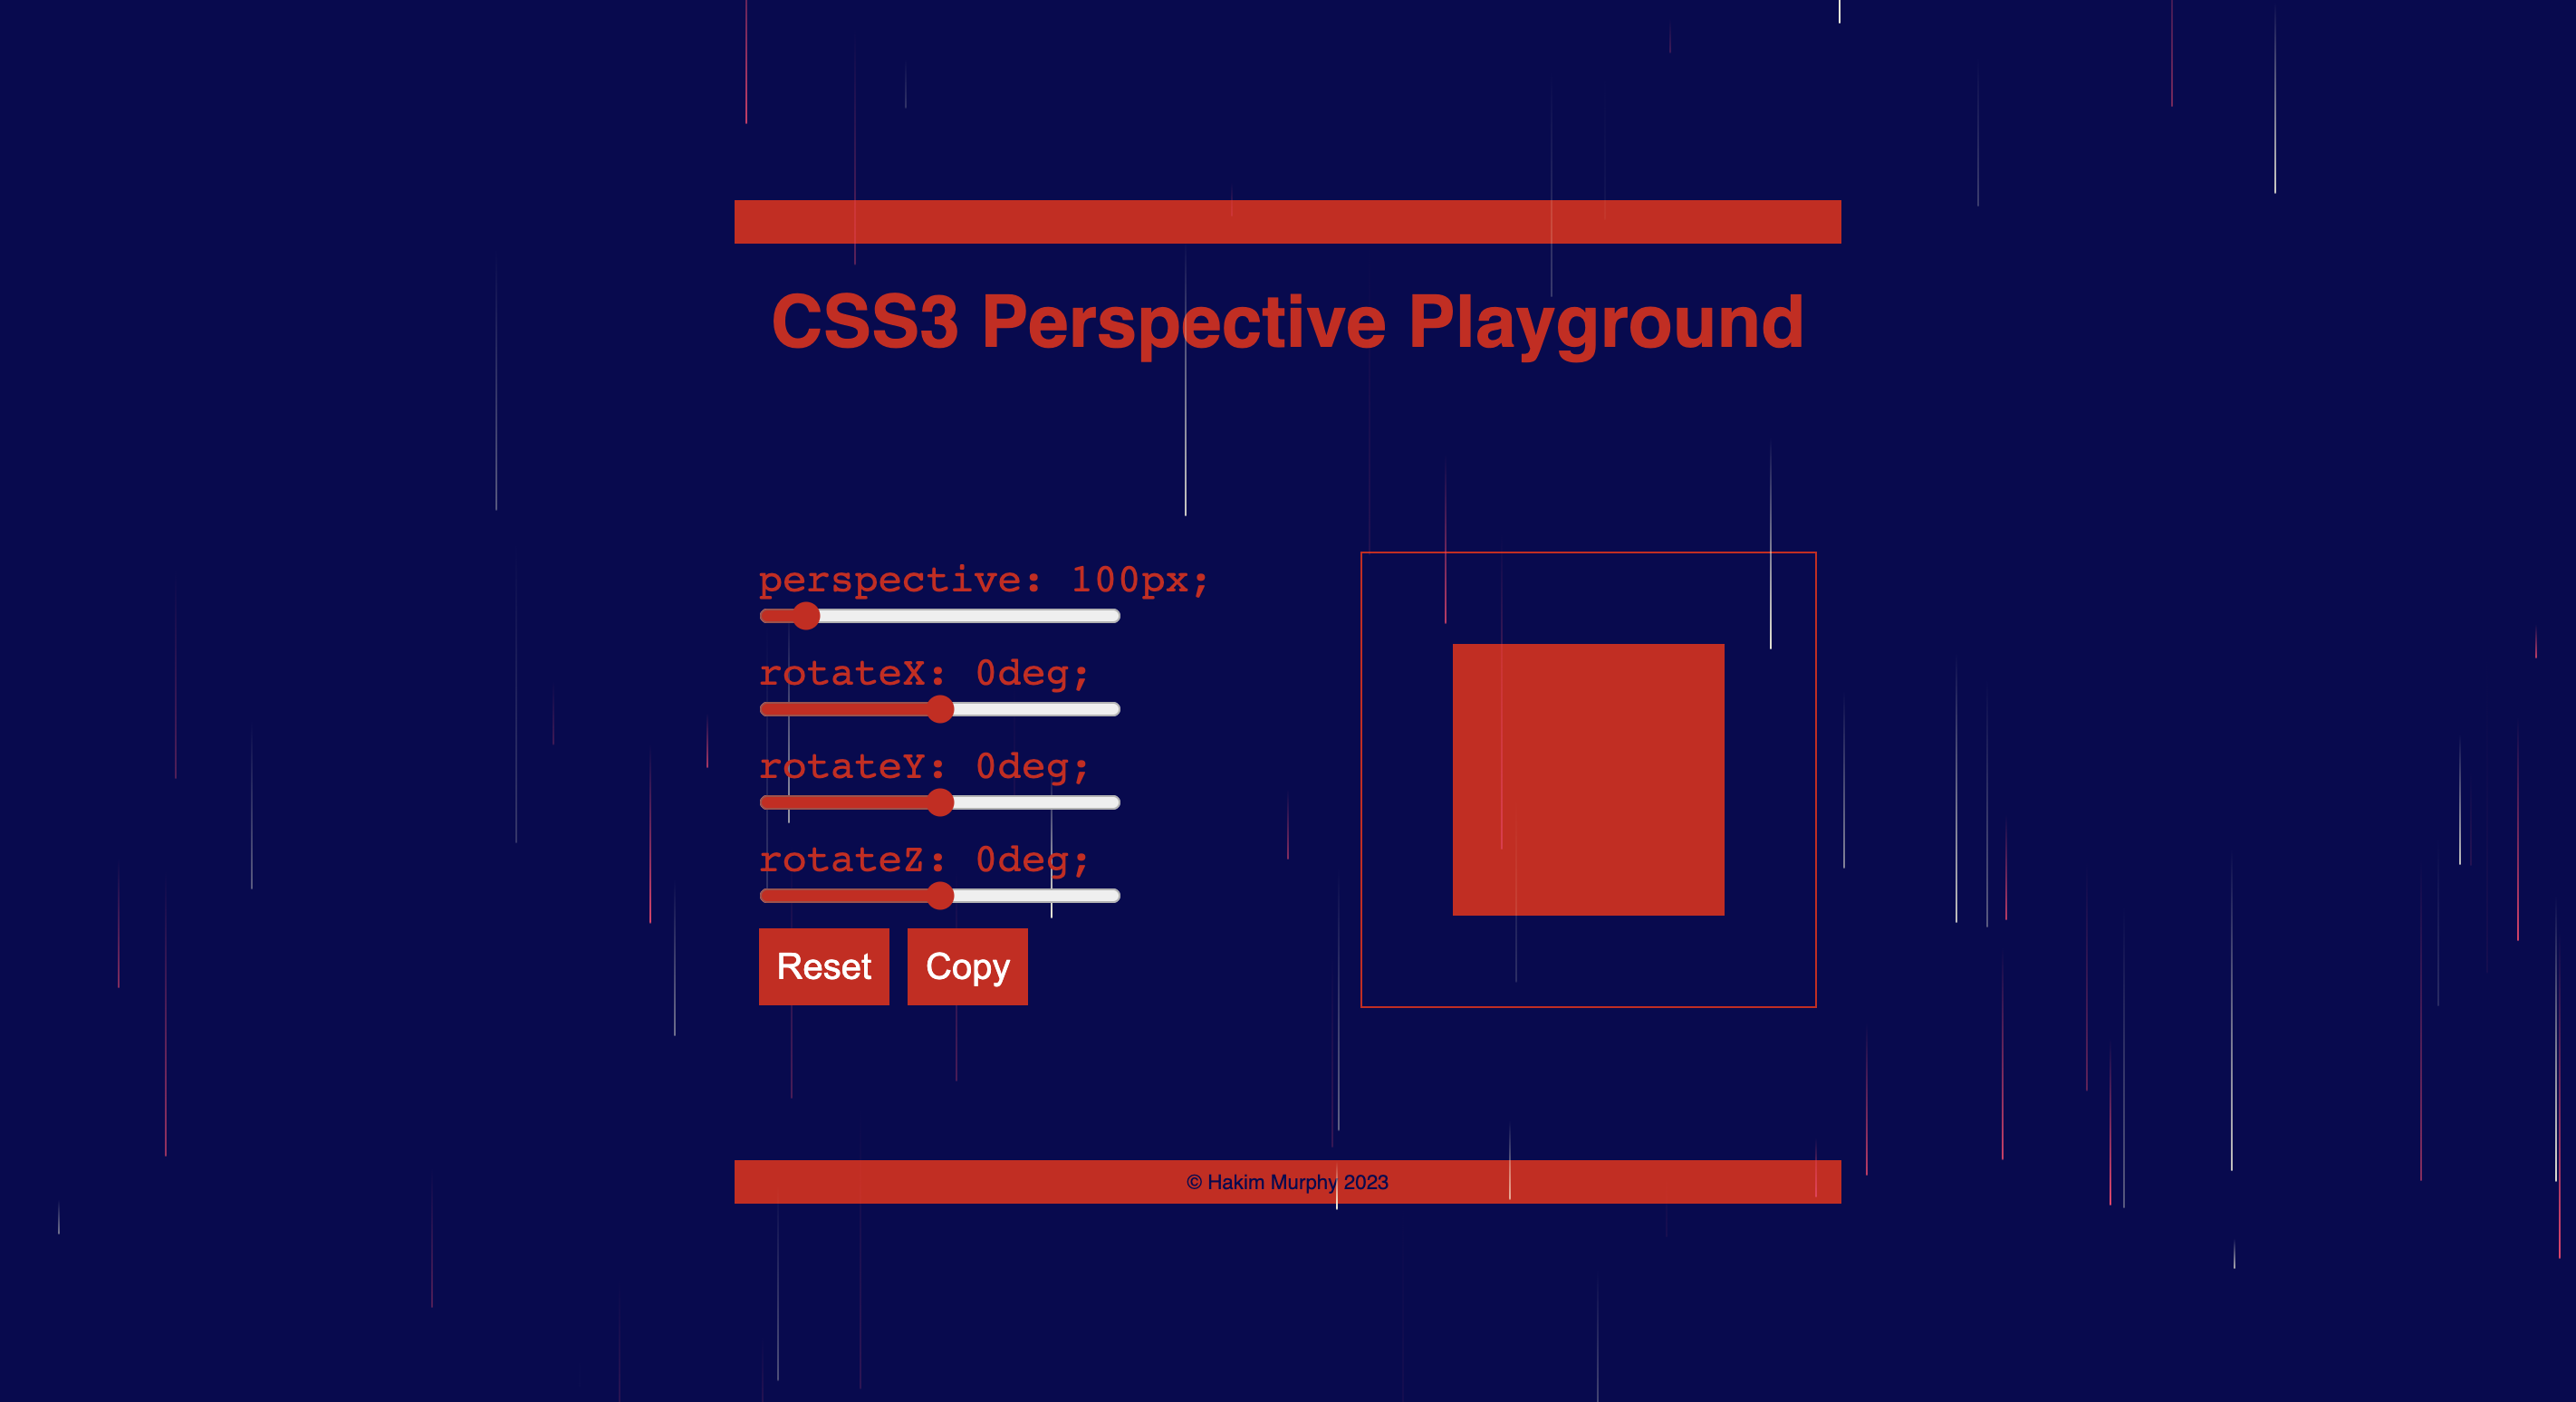 CSS3 Perspective Playground
perspective: 100px;
rotateX: 0deg;
rotateY: 0deg;
rotateZ: 0deg;
Reset Copy
© Hakim Murphy 2023